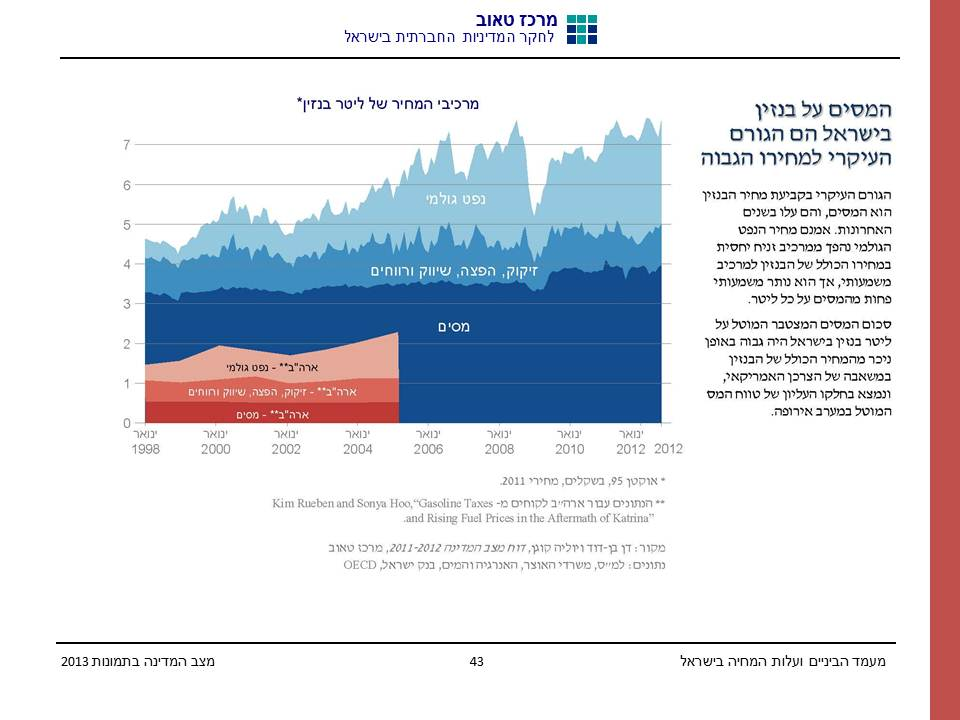 מרכז טאוב
לחקר המדיניות החברתית בישראל
המסים על בנזין
בישראל הם הגורם
העיקרי למחירו הגבוה
הגורם העיקרי בקביעת מחיר הבנזין
הוא המסים, והם עלו בשנים
האחרונות. אמנם מחיר הנפט
הגולמי נהפך ממרכיב זניח יחסית
במחירו הכולל של הבנזין למרכיב
משמעותי, אך הוא נותר משמעותי
פחות מהמסים על כל ליטר.
סכום המסים המצטבר המוטל על
ליטר בנזין בישראל היה גבוה באופן
ניכר מהמחיר הכולל של הבנזין
במשאבה של הצרכן האמריקאי,
ונמצא בחלקו העליון של טווח המס
המוטל במערב אירופה.
מרכיבי המחיר של ליטר בנזין*
7
6
5
4
3
2
1
0
נפט גולמי
זיקוק, הפצה, שיווק ורווחים
מסים
ארה"ב** - נפט גולמי
ארה"ב** - זיקוק, הפצה, שיווק ורווחים
ארה"ב** - מסים
ינואר ינואר ינואר ינואר ינואר ינואר ינואר ינואר
1998 2000 2002 2004 2006 2008 2010 2012 2012
* אוקטן 95, בשקלים, מחירי 2011.
** הנתונים עבור ארה״ב לקוחים מ- Kim Rueben and Sonya Hoo,“Gasoline Taxes
and Rising Fuel Prices in the Aftermath of Katrina”.
מקור: דן בן-דוד ויוליה קוגן, דוח מצב המדינה 2011-2012, מרכז טאוב
נתונים: למ״ס, משרדי האוצר, האנרגיה והמים, בנק ישראל, OECD
מעמד הביניים ועלות המחיה בישראל
43
מצב המדינה בתמונות 2013